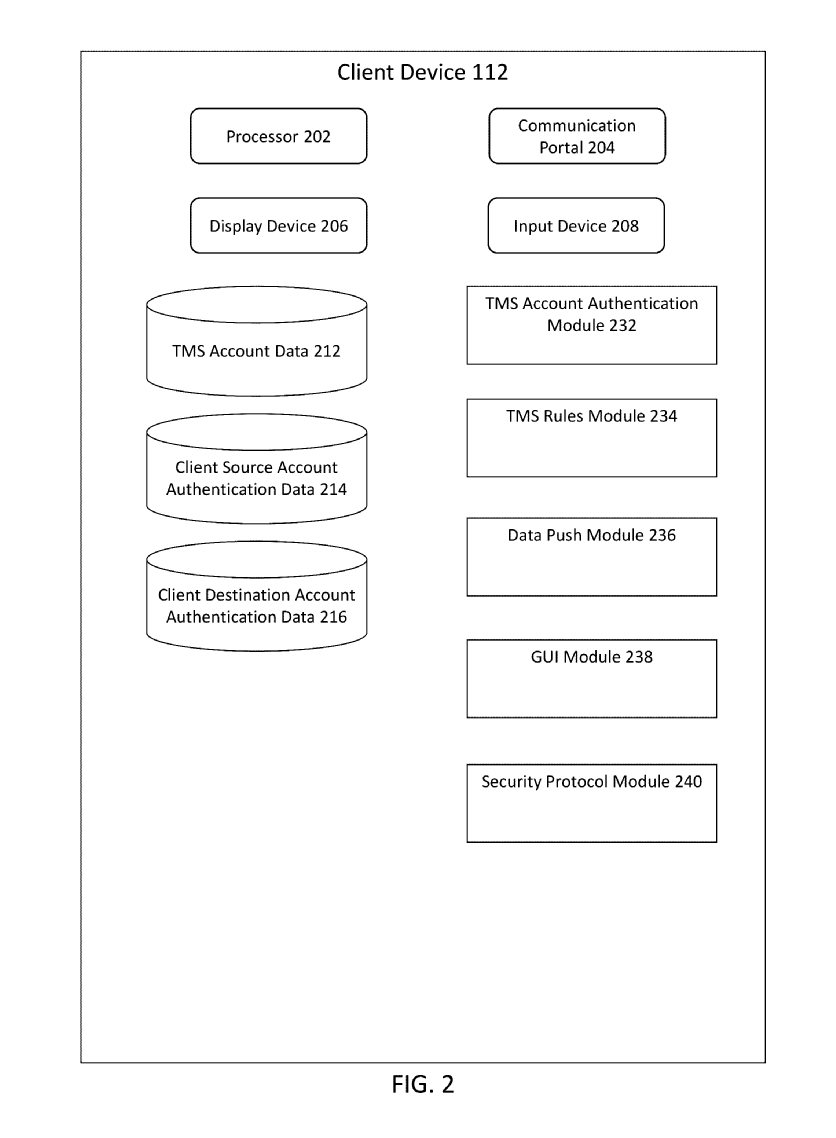 Client Device 112
Processor 202
Communication
Portal 204
Display Device 206
Input Device 208
TMS Account Data 212
TMS Account Authentication
Module 232
Client Source Account
Authentication Data 214
TMS Rules Module 234
Client Destination Account
Authentication Data 216
Data Push Module 236
GUI Module 238
Security Protocol Module 240
FIG. 2